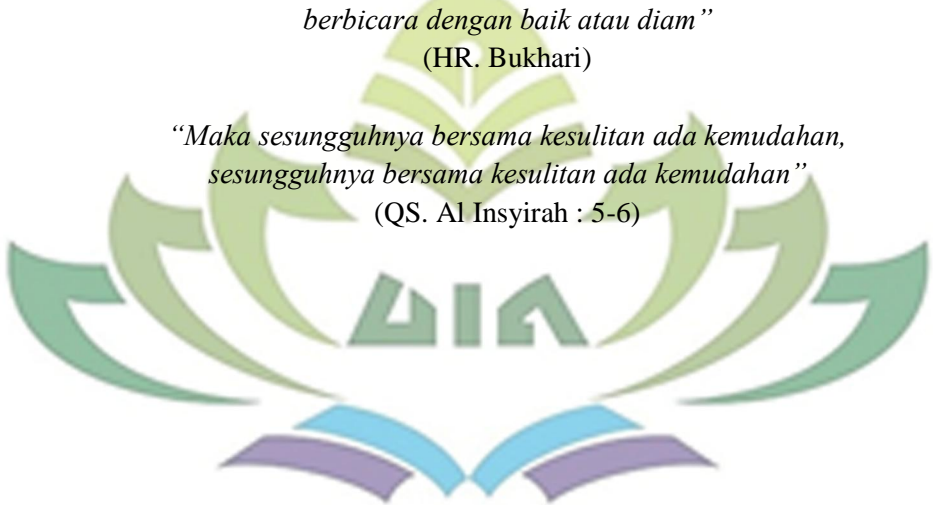 berbicara dengan baik atau diam”
(HR. Bukhari)
“Maka sesungguhnya bersama kesulitan ada kemudahan,
sesungguhnya bersama kesulitan ada kemudahan”
(QS. Al Insyirah : 5-6)
UIN